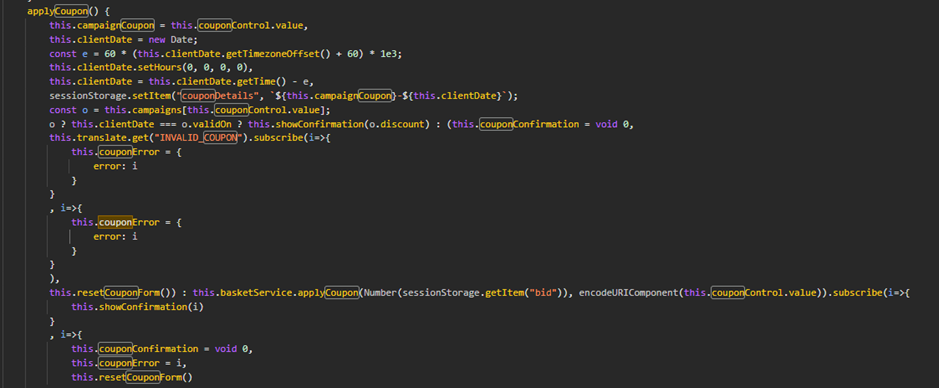 applyCoupon() {
this.campaignCoupon = this.couponControl.value,
this.clientDate = new Date;
const e = 60 * (this.clientDate.getTimezoneOffset() + 60) * 1e3;
this.clientDate.setHours(0, 0, 0, 0),
this.clientDate = this.clientDate.getTime() - e,
sessionStorage.setItem("couponDetails", `${this.campaignCoupon}-${this.clientDate}`);
const o = this.campaigns[this.couponControl.value];
o ? this.clientDate === o.validOn ? this.showConfirmation(o.discount) : (this.couponConfirmation = void 0,
this.translate.get("INVALID_COUPON").subscribe(i=>{
this.couponError = {
error: i
}
}
, i=>{
this.couponError = {
error: i
}
}
),
this.resetCouponForm()) : this.basketService.applyCoupon(Number(sessionStorage.getItem("bid")), encodeURIComponent(this.couponControl.value)).subscribe(i=>{
this.showConfirmation(i)
}
, i=>{
this.couponConfirmation = void 0,
this.couponError = i,
this.resetCouponForm()